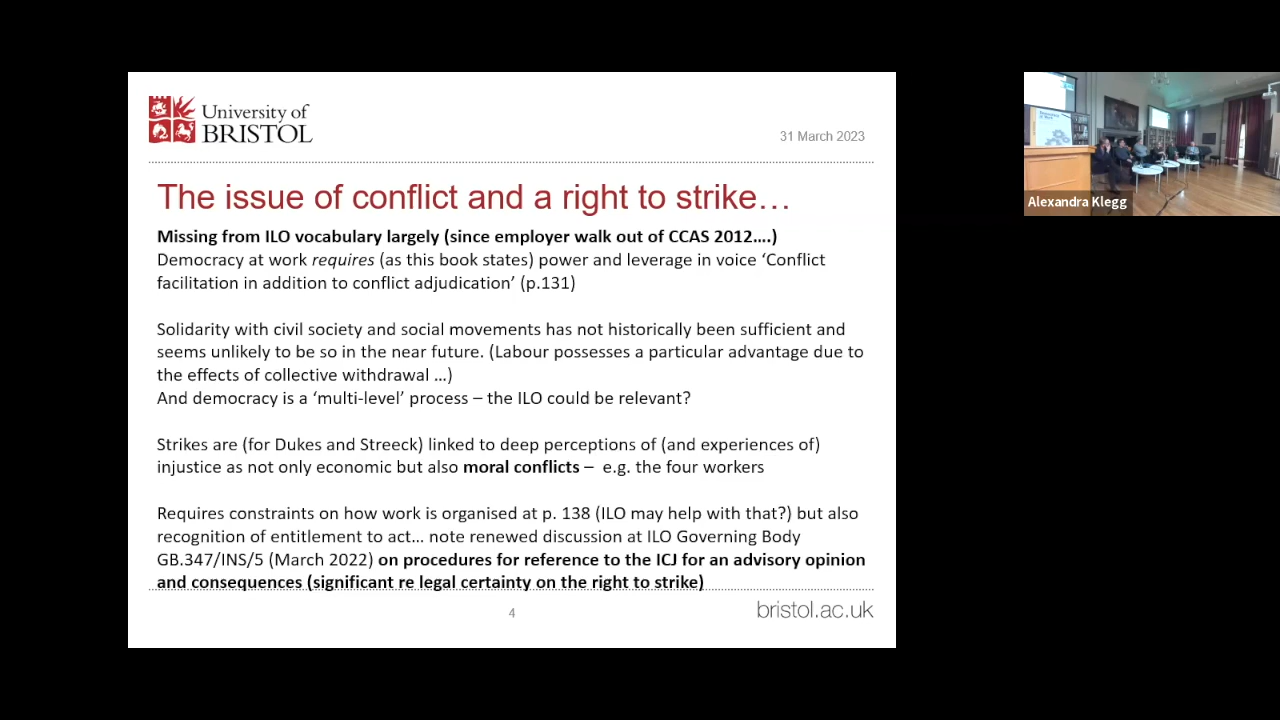 University of
BRISTOL
31 March 2023
The issue of conflict and a right to strike…
Missing from ILO vocabulary largely (since employer walk out of CCAS 2012….)
Democracy at work requires (as this book states) power and leverage in voice ‘Conflict
facilitation in addition to conflict adjudication’ (p.131)
Solidarity with civil society and social movements has not historically been sufficient and
seems unlikely to be so in the near future. (Labour possesses a particular advantage due to
the effects of collective withdrawal …)
And democracy is a ‘multi-level’ process – the ILO could be relevant?
Strikes are (for Dukes and Streeck) linked to deep perceptions of (and experiences of)
injustice as not only economic but also moral conflicts – e.g. the four workers
Requires constraints on how work is organised at p. 138 (ILO may help with that?) but also
recognition of entitlement to act… note renewed discussion at ILO Governing Body
GB.347/INS/5 (March 2022) on procedures for reference to the ICJ for an advisory opinion
and consequences (significant re legal certainty on the right to strike)
4
bristol.ac.uk
Alexandra Klegg